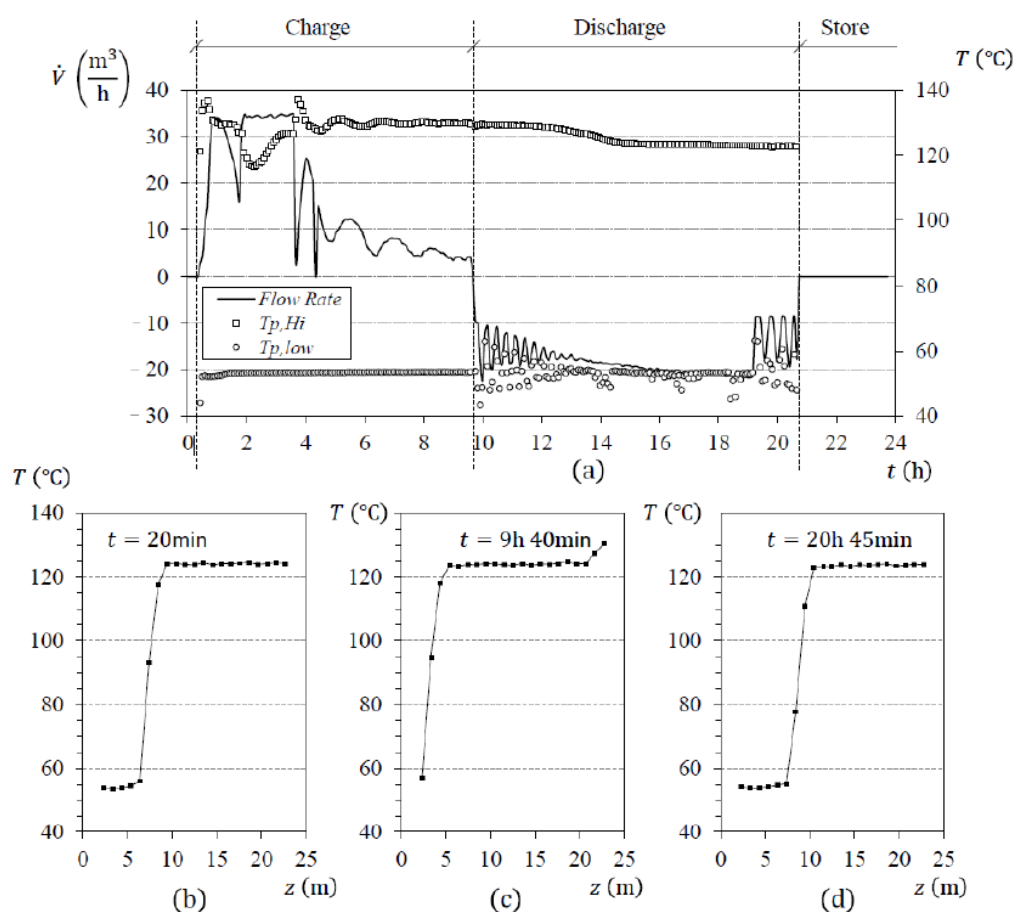 Charge Discharge Store
V̇ (m³/h) T (°C)
40 140
30 120
20
10 100
0 80
−10
Flow Rate
Tp,Hi
Tp,low
60
−20
−30 40
0 2 4 6 8 10 12 14 16 18 20 22 24
(a) t (h)
T (°C) T (°C) T (°C)
140 140 140
t = 20min t = 9h 40min t = 20h 45min
120 120 120
100 100 100
80 80 80
60 60 60
40 40 40
0 5 10 15 20 25 0 5 10 15 20 25 0 5 10 15 20 25
(b) z (m) (c) z (m) (d) z (m)